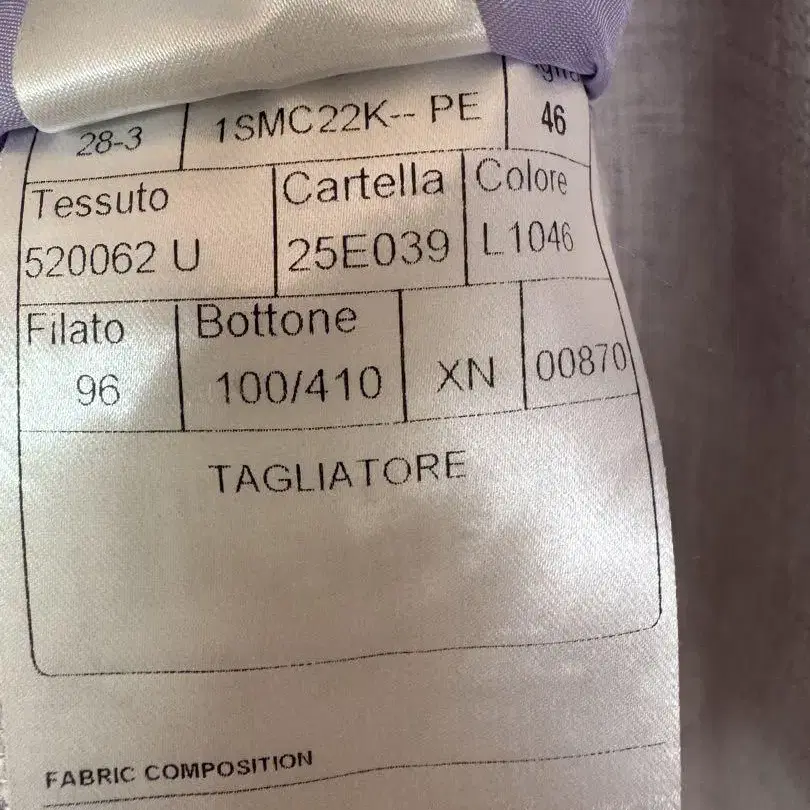 28-3 1SMC22K-- PE 46
Tessuto Cartella Colore
520062 U 25E039 L1046
Filato Bottone
96 100/410 XN 00870
TAGLIATORE
FABRIC COMPOSITION